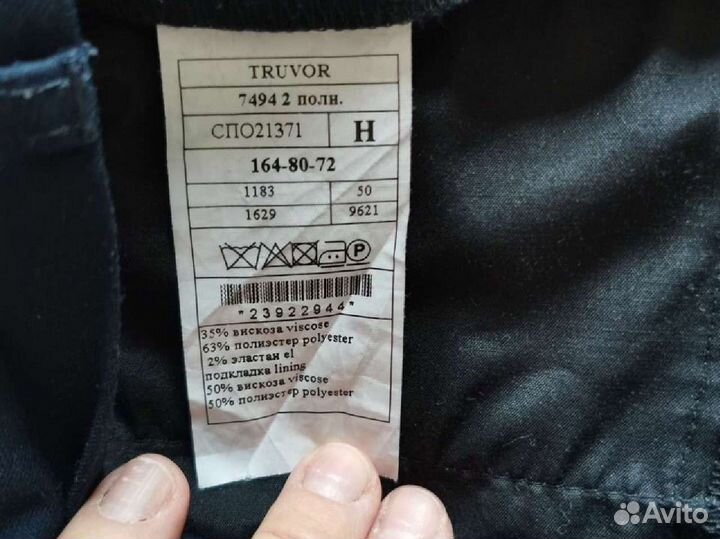 TRUVOR
7494 2 полн.
СПО21371 H
164-80-72
1183 50
1629 9621
P
"23922944"
35% вискоза viscose
63% полиэстер polyester
2% эластан el
подкладка lining
50% вискоза viscose
50% полиэстер polyester
Avito